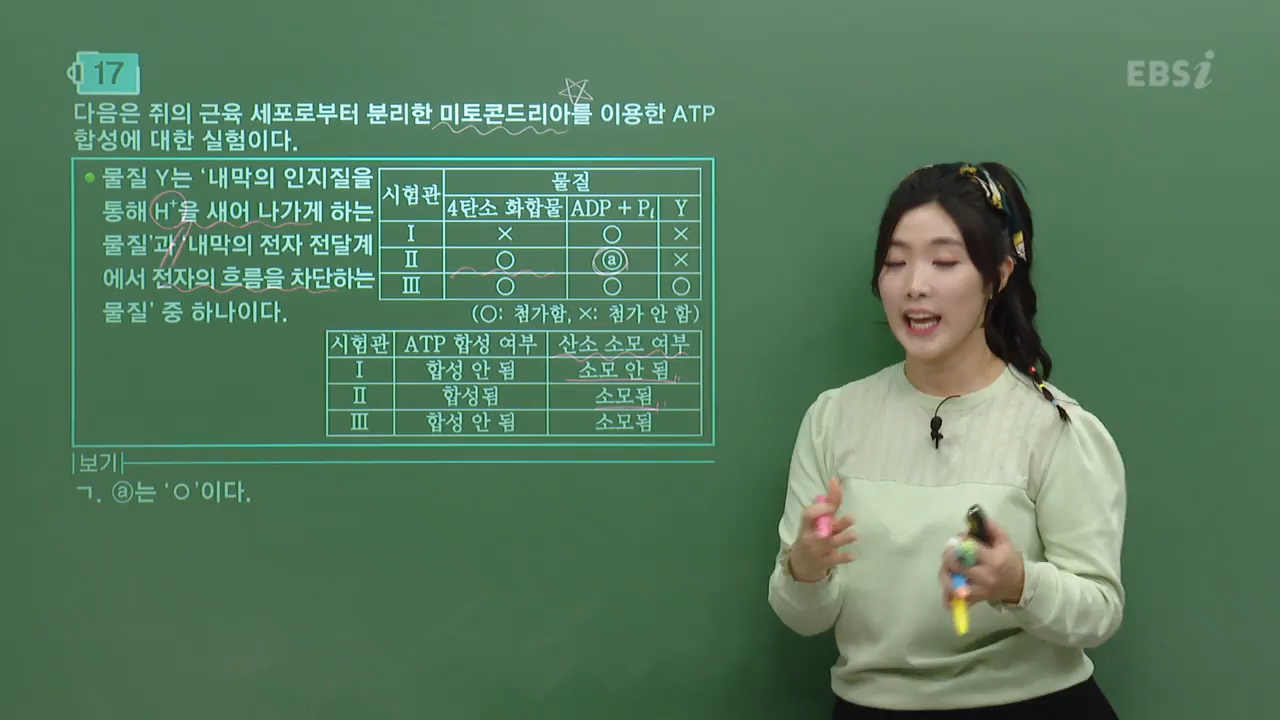 17
EBSi
다음은 쥐의 근육 세포로부터 분리한 미토콘드리아를 이용한 ATP
합성에 대한 실험이다.
물질 Y는 '내막의 인지질을
통해 H⁺을 새어 나가게 하는
물질'과 '내막의 전자 전달계
에서 전자의 흐름을 차단하는
물질' 중 하나이다.
시험관 물질
4탄소 화합물 ADP + Pᵢ Y
Ⅰ × ○ ×
Ⅱ ○ ⓐ ×
Ⅲ ○ ○ ○
(○: 첨가함, ×: 첨가 안 함)
시험관 ATP 합성 여부 산소 소모 여부
Ⅰ 합성 안 됨 소모 안 됨
Ⅱ 합성됨 소모됨
Ⅲ 합성 안 됨 소모됨
보기
ㄱ. ⓐ는 '○'이다.